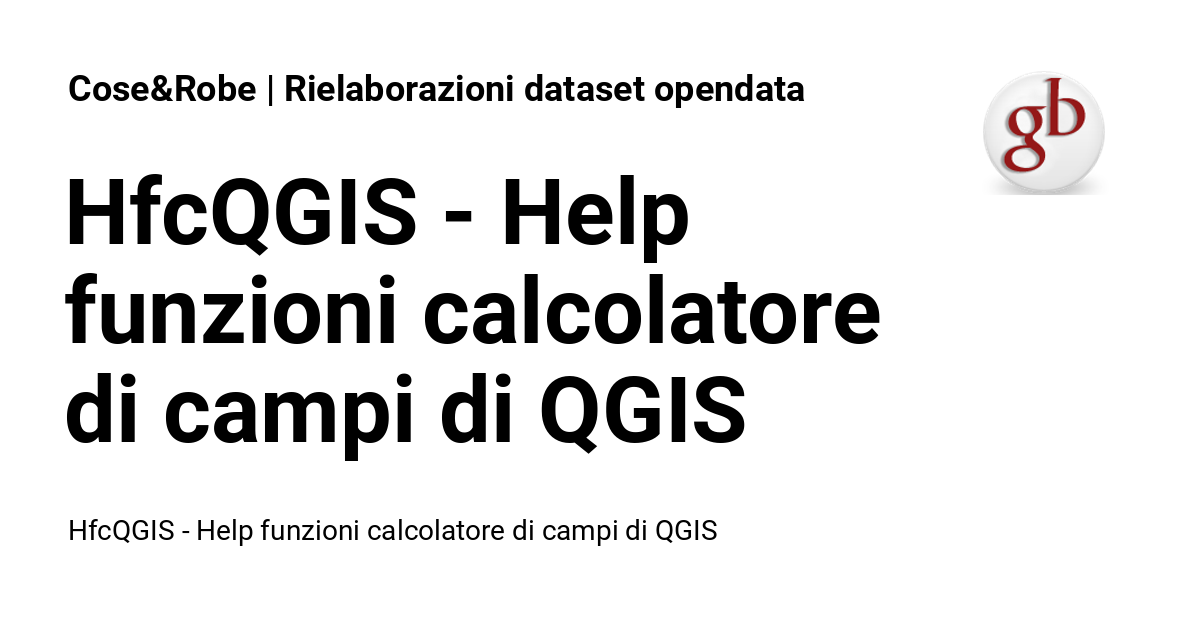 Cose&Robe | Rielaborazioni dataset opendata
gb
HfcQGIS - Help
funzioni calcolatore
di campi di QGIS
HfcQGIS - Help funzioni calcolatore di campi di QGIS